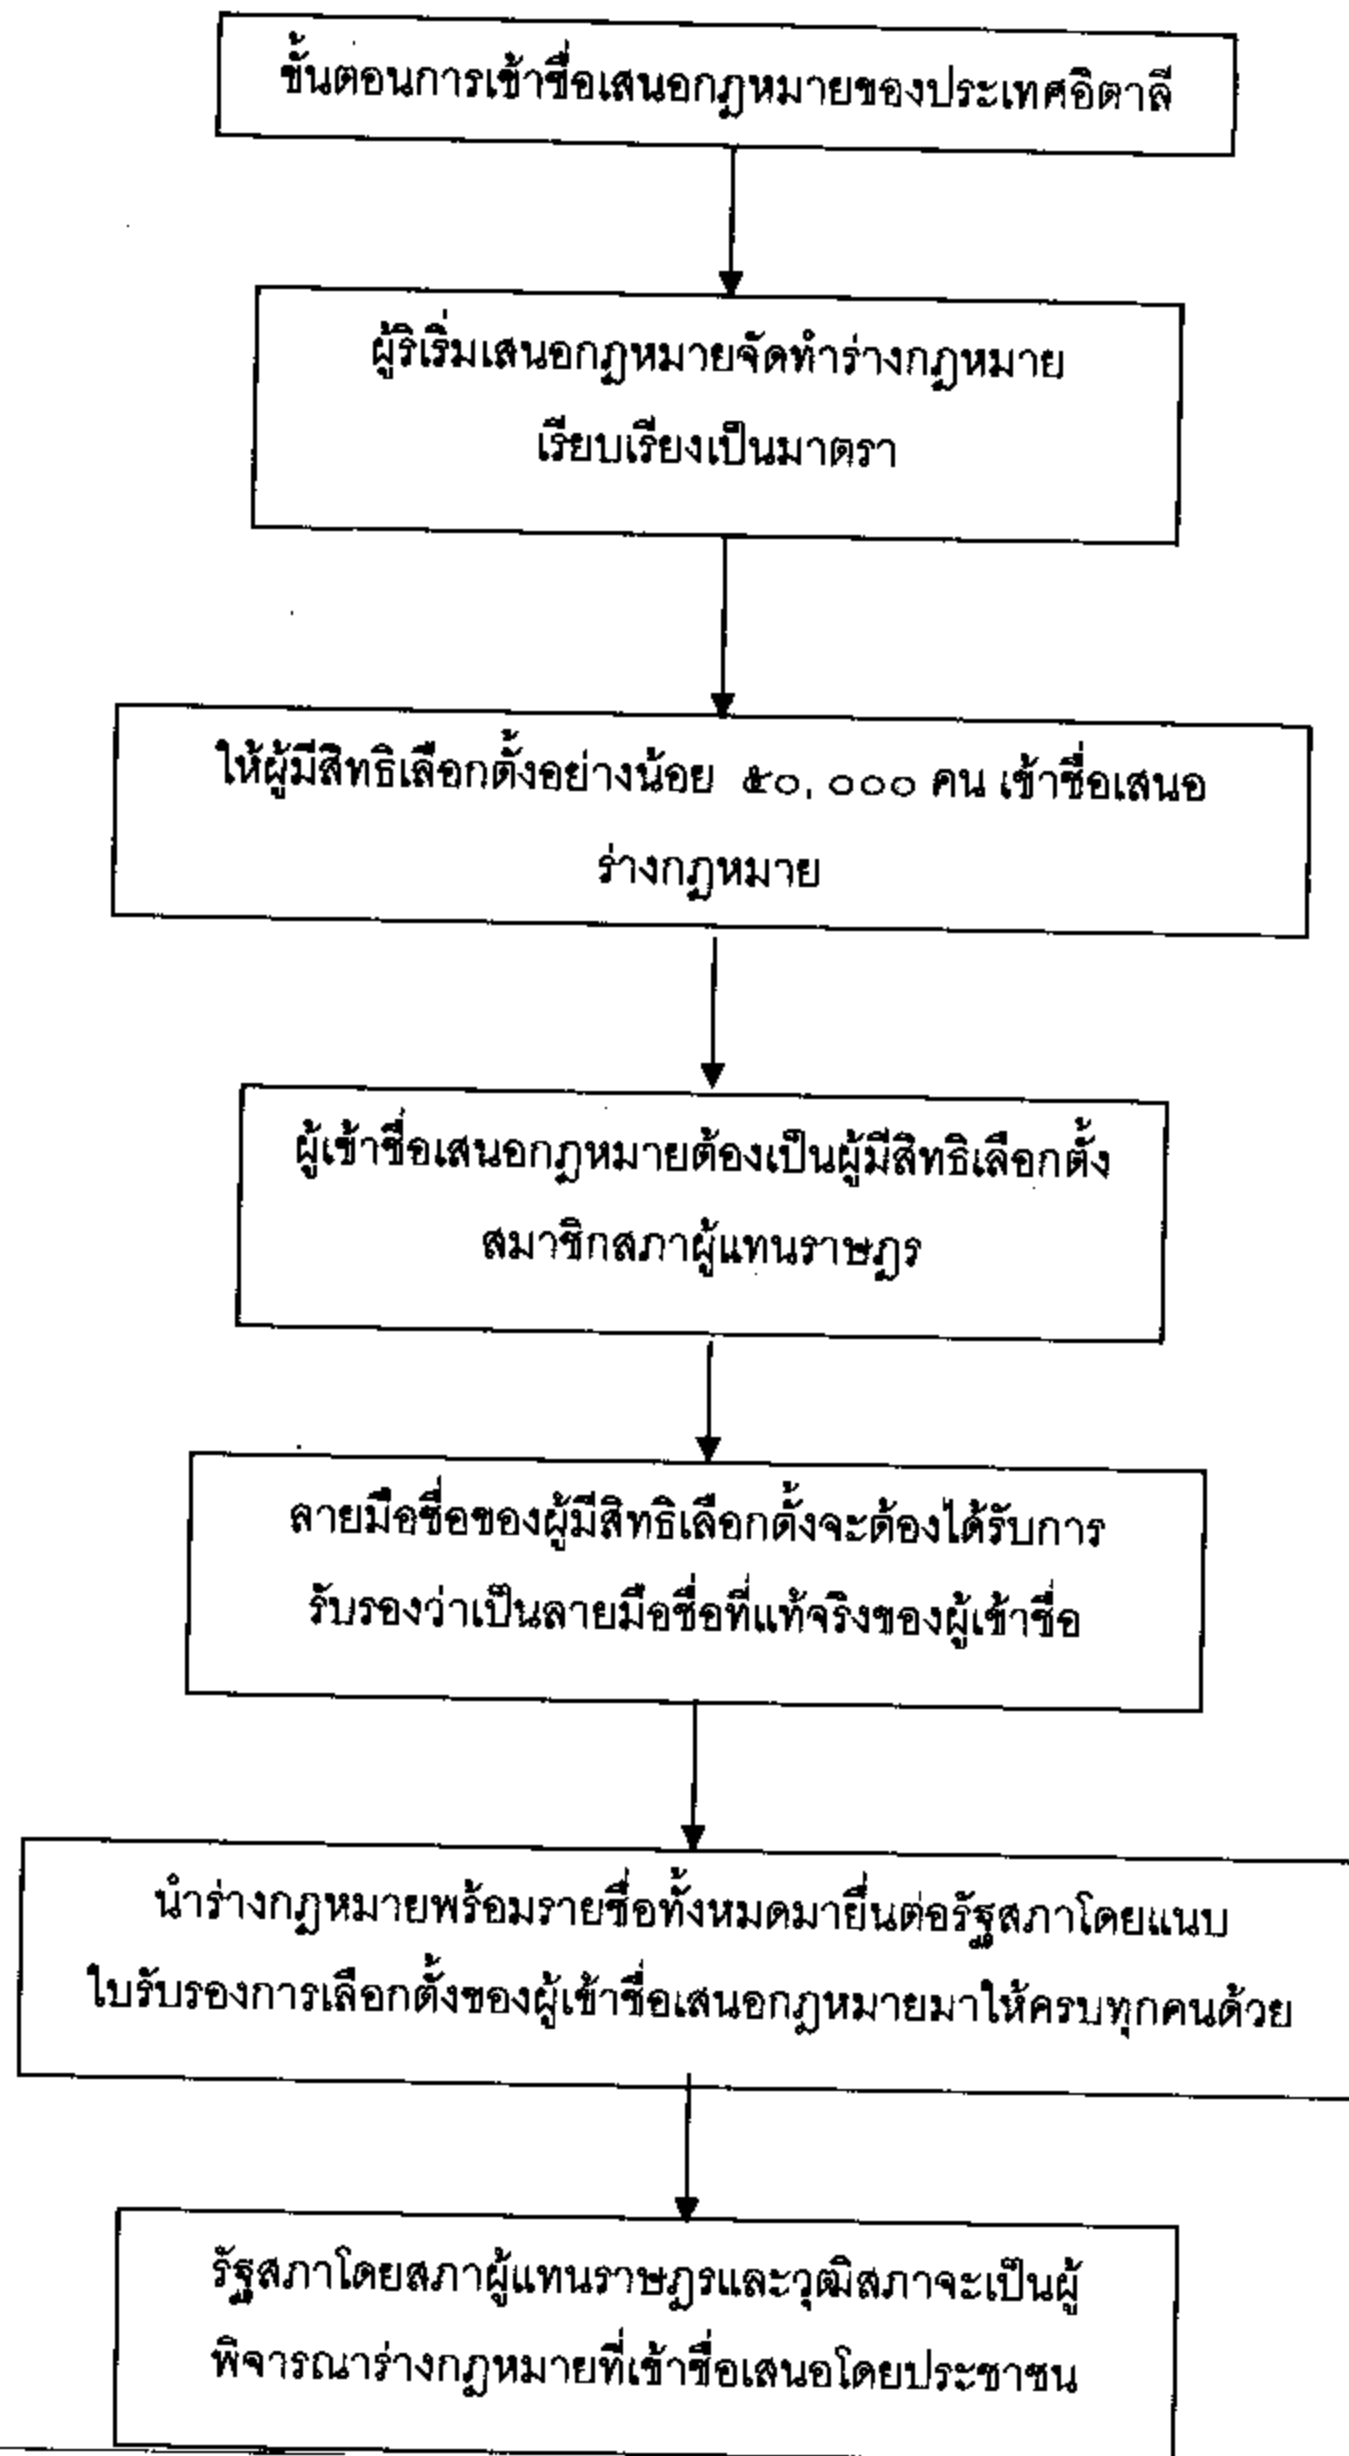 ขั้นตอนการเข้าชื่อเสนอกฎหมายของประเทศอิตาลี
ผู้ริเริ่มเสนอกฎหมายจัดทำร่างกฎหมาย
เรียบเรียงเป็นมาตรา
ให้ผู้มีสิทธิเลือกตั้งอย่างน้อย ๕๐, ๐๐๐ คน เข้าชื่อเสนอ
ร่างกฎหมาย
ผู้เข้าชื่อเสนอกฎหมายต้องเป็นผู้มีสิทธิเลือกตั้ง
สมาชิกสภาผู้แทนราษฎร
ลายมือชื่อของผู้มีสิทธิเลือกตั้งจะต้องได้รับการ
รับรองว่าเป็นลายมือชื่อที่แท้จริงของผู้เข้าชื่อ
นำร่างกฎหมายพร้อมรายชื่อทั้งหมดมายื่นต่อรัฐสภาโดยแนบ
ใบรับรองการเลือกตั้งของผู้เข้าชื่อเสนอกฎหมายมาให้ครบทุกคนด้วย
รัฐสภาโดยสภาผู้แทนราษฎรและวุฒิสภาจะเป็นผู้
พิจารณาร่างกฎหมายที่เข้าชื่อเสนอโดยประชาชน